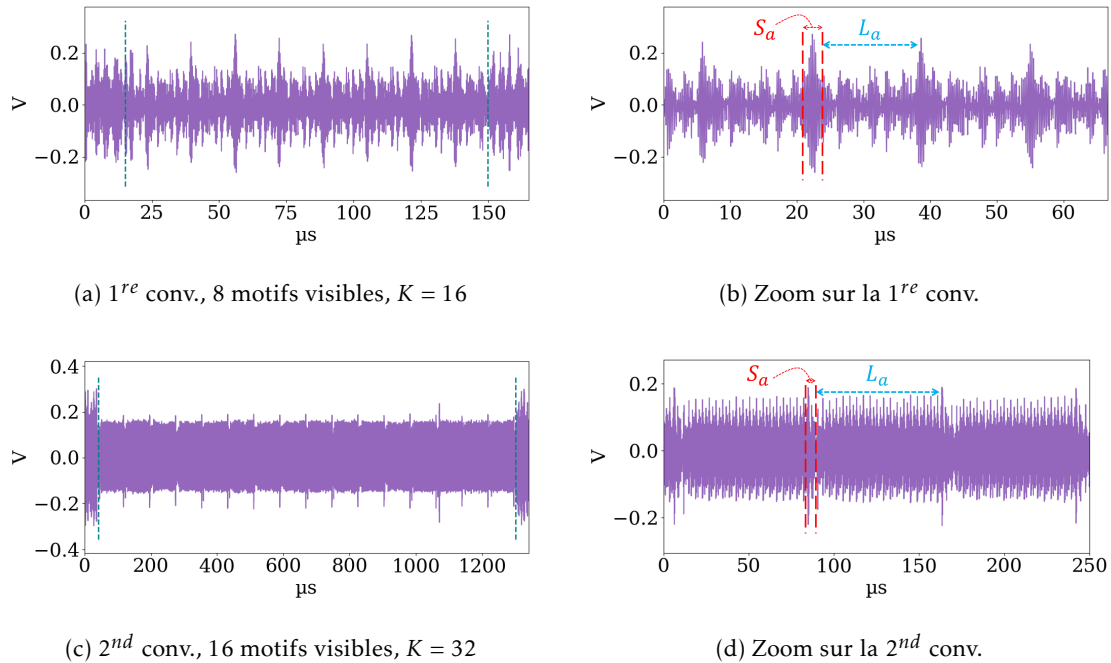 0.2
0.0
−0.2
V
0 25 50 75 100 125 150
µs
(a) 1re conv., 8 motifs visibles, K = 16
Sa
La
0.2
0.0
−0.2
V
0 10 20 30 40 50 60
µs
(b) Zoom sur la 1re conv.
0.4
0.2
0.0
−0.2
−0.4
V
0 200 400 600 800 1000 1200
µs
(c) 2nd conv., 16 motifs visibles, K = 32
Sa
La
0.2
0.0
−0.2
V
0 50 100 150 200 250
µs
(d) Zoom sur la 2nd conv.